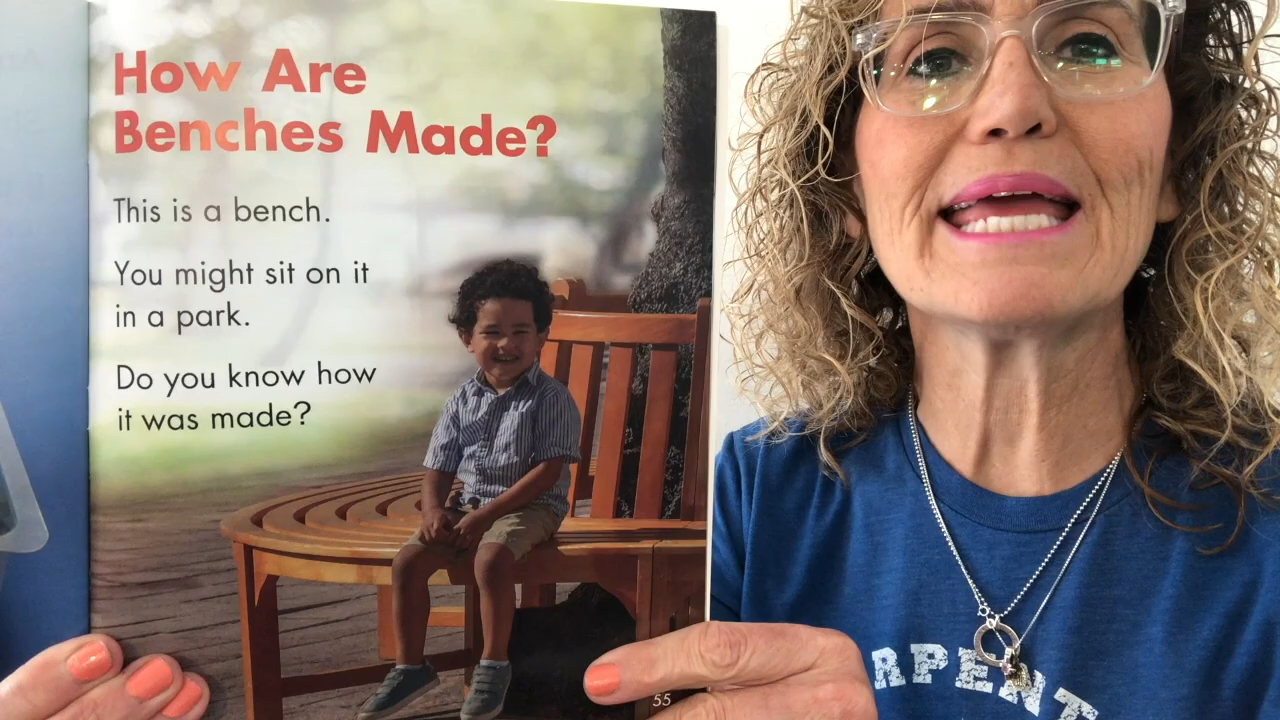 How Are
Benches Made?
This is a bench.
You might sit on it
in a park.
Do you know how
it was made?
55
ARPENT